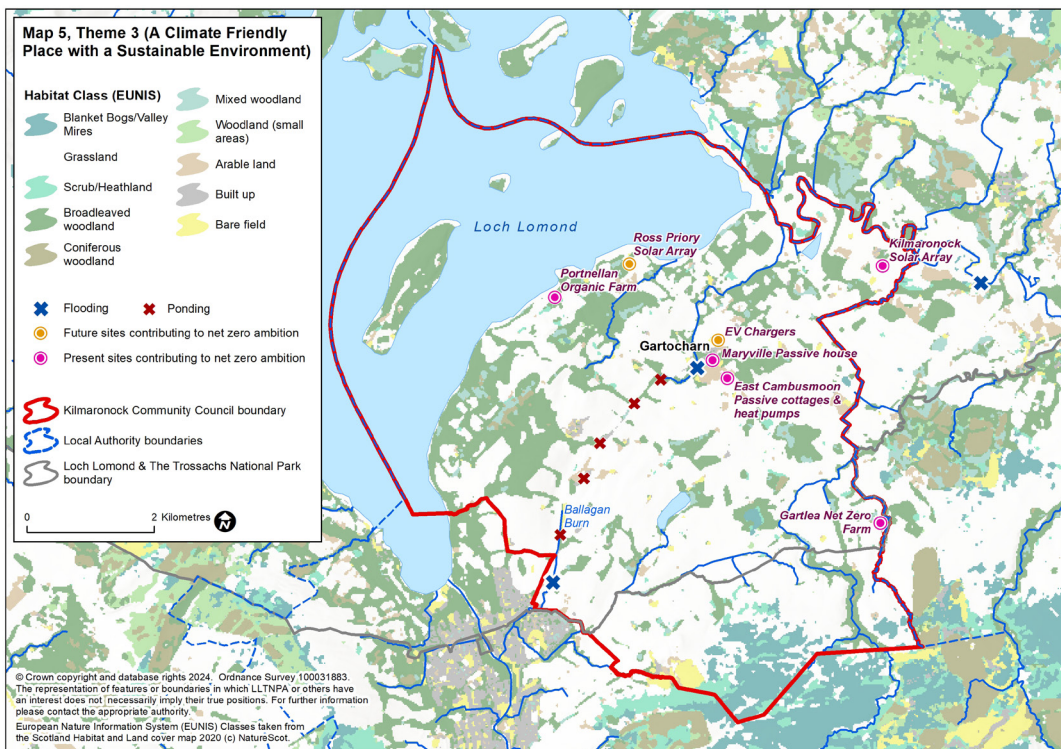 Map 5, Theme 3 (A Climate Friendly
Place with a Sustainable Environment)
Habitat Class (EUNIS)
Blanket Bogs/Valley
Mires
Grassland
Scrub/Heathland
Broadleaved
woodland
Coniferous
woodland
Mixed woodland
Woodland (small
areas)
Arable land
Built up
Bare field
Flooding
Ponding
Future sites contributing to net zero ambition
Present sites contributing to net zero ambition
Kilmaronock Community Council boundary
Local Authority boundaries
Loch Lomond & The Trossachs National Park
boundary
0 2 Kilometres N
Loch Lomond
Ross Priory
Solar Array
Portnellan
Organic Farm
Kilmaronock
Solar Array
EV Chargers
Gartocharn
Maryville Passive house
East Cambusmoon
Passive cottages &
heat pumps
Ballagan
Burn
Gartlea Net Zero
Farm
© Crown copyright and database rights 2024. Ordnance Survey 100031883.
The representation of features or boundaries in which LLTNPA or others have
an interest does not necessarily imply their true positions. For further information
please contact the appropriate authority.
European Nature Information System (EUNIS) Classes taken from
the Scotland Habitat and Land cover map 2020 (c) NatureScot.